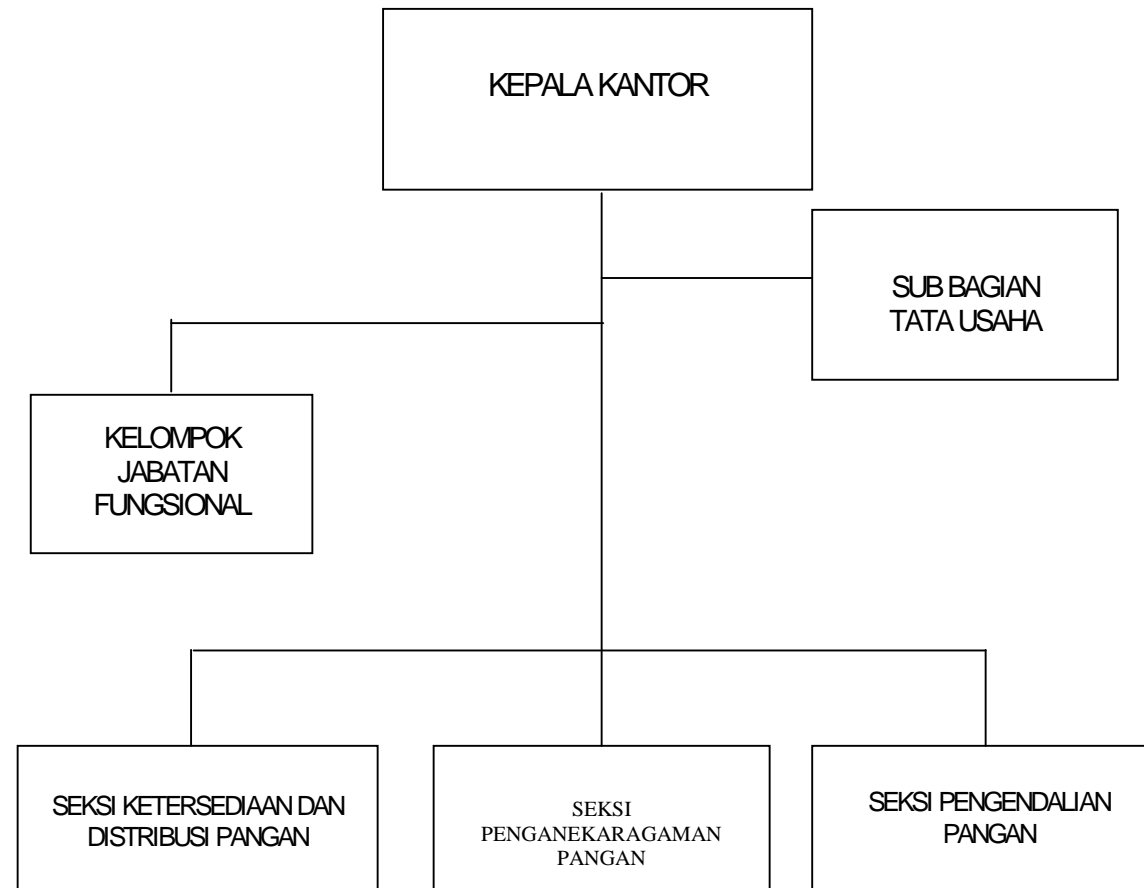 KEPALA KANTOR
SUB BAGIAN
TATA USAHA
KELOMPOK
JABATAN
FUNGSIONAL
SEKSI KETERSEDIAAN DAN
DISTRIBUSI PANGAN
SEKSI
PENGANEKARAGAMAN
PANGAN
SEKSI PENGENDALIAN
PANGAN